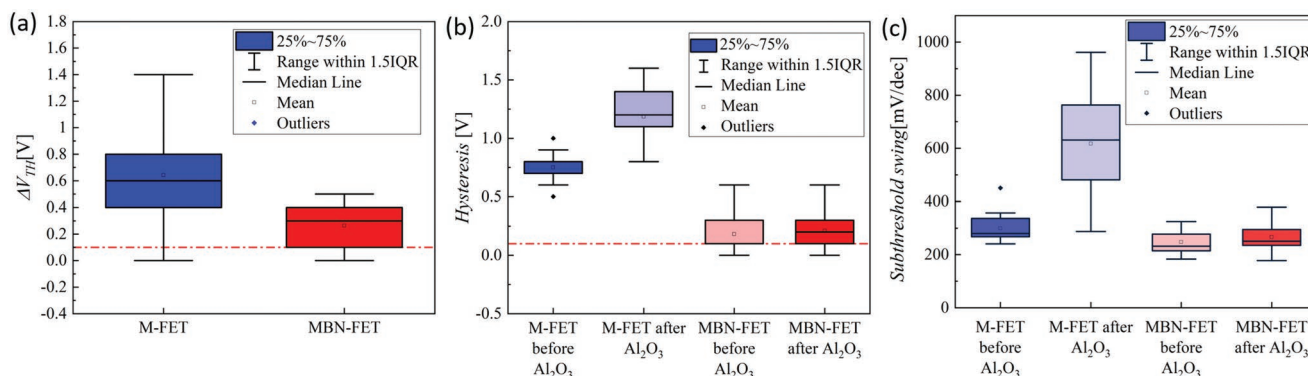 (a)
ΔV_TH[V]
1.8
1.6
1.4
1.2
1.0
0.8
0.6
0.4
0.2
0.0
-0.2
-0.4
25%~75%
Range within 1.5IQR
Median Line
Mean
Outliers
M-FET
MBN-FET
(b)
Hysteresis [V]
2.0
1.5
1.0
0.5
0.0
-0.5
25%~75%
Range within 1.5IQR
Median Line
Mean
Outliers
M-FET
before
Al₂O₃
M-FET after
Al₂O₃
MBN-FET
before
Al₂O₃
MBN-FET
after Al₂O₃
(c)
Subthreshold swing[mV/dec]
1000
800
600
400
200
0
25%~75%
Range within 1.5IQR
Median Line
Mean
Outliers
M-FET
before
Al₂O₃
M-FET after
Al₂O₃
MBN-FET
before
Al₂O₃
MBN-FET
after Al₂O₃